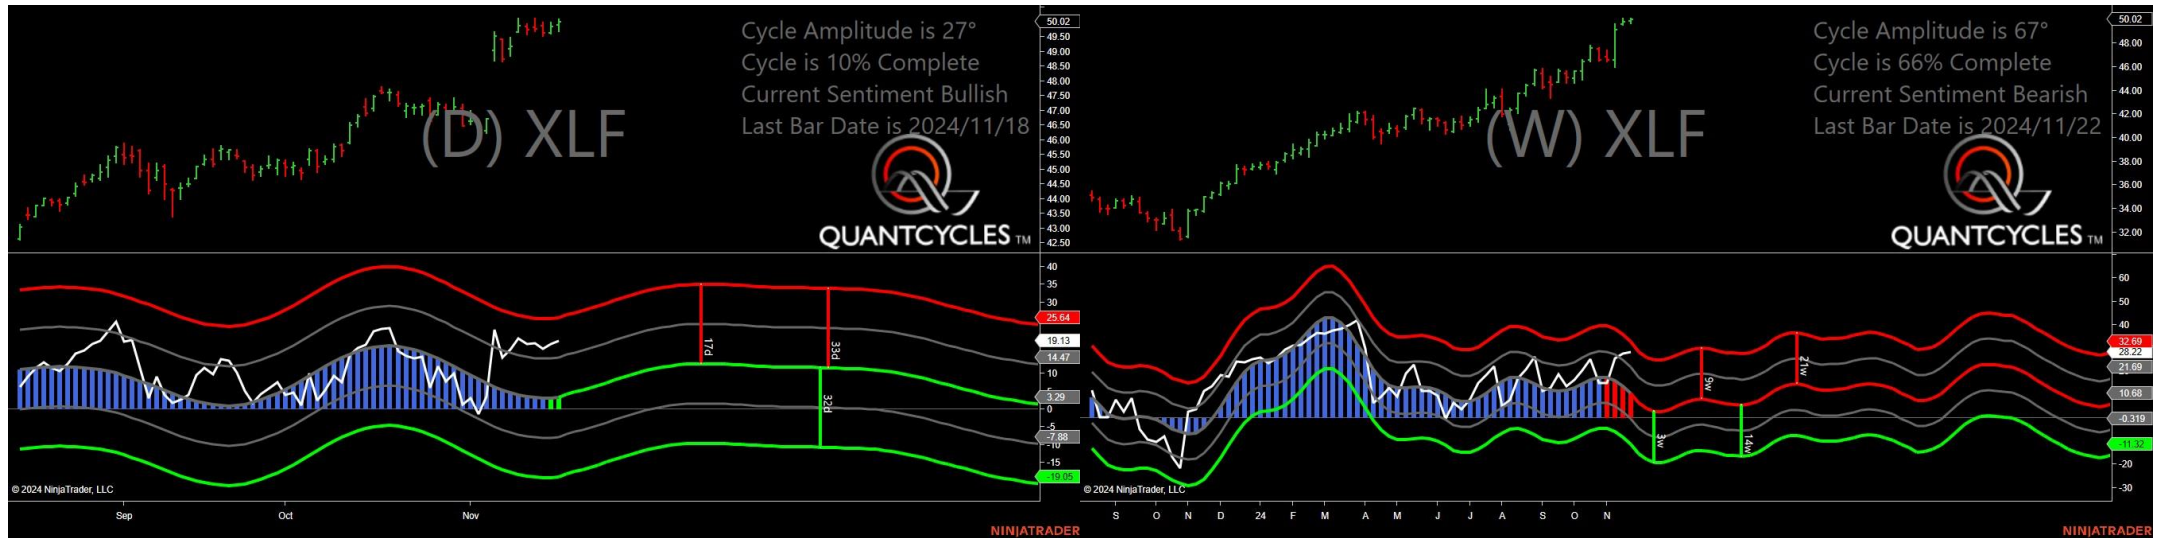 Cycle Amplitude is 27°
Cycle is 10% Complete
Current Sentiment Bullish
Last Bar Date is 2024/11/18
(D) XLF
QUANTCYCLES TM
50.02
49.50
49.00
48.50
48.00
47.50
47.00
46.50
46.00
45.50
45.00
44.50
44.00
43.50
43.00
42.50
40
35
30
25.64
19.13
14.47
10
3.29
0
-5
-7.88
-10
-15
-19.05
17d
33d
32d
© 2024 NinjaTrader, LLC
Sep Oct Nov
NINJATRADER
Cycle Amplitude is 67°
Cycle is 66% Complete
Current Sentiment Bearish
Last Bar Date is 2024/11/22
(W) XLF
QUANTCYCLES TM
50.02
48.00
46.00
44.00
42.00
40.00
38.00
36.00
34.00
32.00
60
50
40
32.69
28.22
21.69
10.68
-0.319
-11.32
-20
-30
9w
21w
3w
14w
© 2024 NinjaTrader, LLC
S O N D 24 F M A M J J A S O N
NINJATRADER